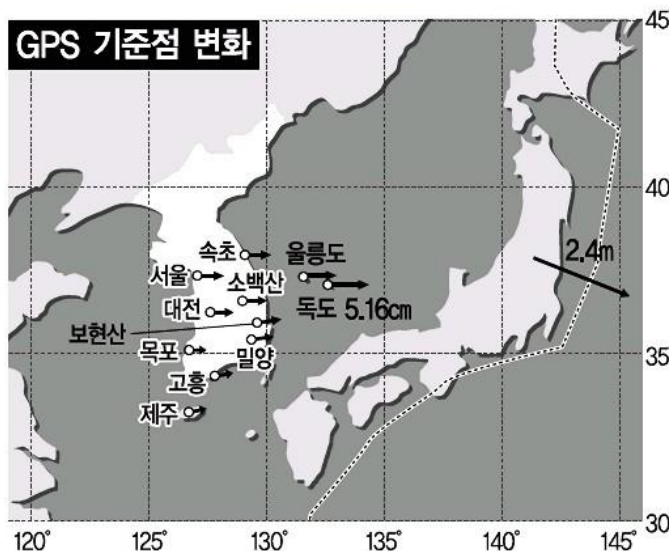 GPS 기준점 변화
45
40
속초
울릉도
2.4m
서울
소백산
대전
독도 5.16cm
보현산
목포
35
밀양
고흥
제주
30
120° 125° 130° 135° 140° 145°